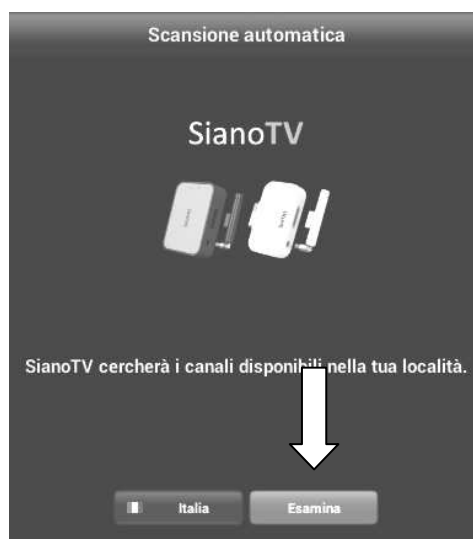 Scansione automatica
SianoTV
SianoTV cercherà i canali disponibili nella tua località.
Italia
Esamina